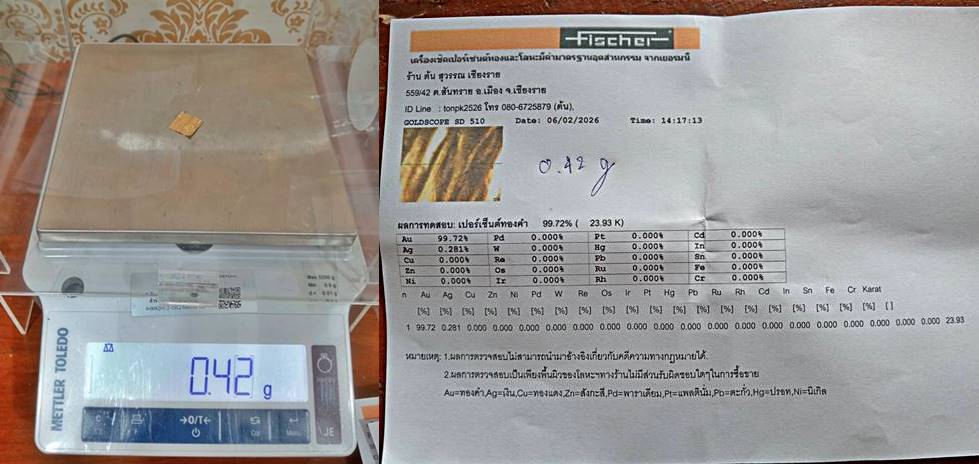 METTLER TOLEDO
0.42 g
→0/T←
Fischer
เครื่องเช็คเปอร์เซนต์ทองและโลหะมีค่ามาตรฐานอุตสาหกรรม จากเยอรมนี
ร้าน ต้น สุวรรณ เชียงราย
559/42 ต.สันทราย อ.เมือง จ.เชียงราย
ID Line : tonpk2526 โทร 080-6725879 (ต้น),
GOLDSCOPE SD 510 Date: 06/02/2026 Time: 14:17:13
0.42 g
ผลการทดสอบ: เปอร์เซ็นต์ทองคำ 99.72% ( 23.93 K)
Au 99.72% Pd 0.000% Pt 0.000% Cd 0.000%
Ag 0.281% W 0.000% Hg 0.000% In 0.000%
Cu 0.000% Re 0.000% Pb 0.000% Sn 0.000%
Zn 0.000% Os 0.000% Ru 0.000% Fe 0.000%
Ni 0.000% Ir 0.000% Rh 0.000% Cr 0.000%
n Au Ag Cu Zn Ni Pd W Re Os Ir Pt Hg Pb Ru Rh Cd In Sn Fe Cr Karat
[%] [%] [%] [%] [%] [%] [%] [%] [%] [%] [%] [%] [%] [%] [%] [%] [%] [%] [%] [%] [ ]
1 99.72 0.281 0.000 0.000 0.000 0.000 0.000 0.000 0.000 0.000 0.000 0.000 0.000 0.000 0.000 0.000 0.000 0.000 0.000 0.000 23.93
หมายเหตุ: 1.ผลการตรวจสอบไม่สามารถนำมาอ้างอิงเกี่ยวกับคดีความทางกฎหมายได้.
2.ผลการตรวจสอบเป็นเพียงพื้นผิวของโลหะฯทางร้านไม่มีส่วนรับผิดชอบใดๆในการซื้อขาย
Au=ทองคำ,Ag=เงิน,Cu=ทองแดง,Zn=สังกะสี,Pd=พาราเดียม,Pt=แพลตตินั่ม,Pb=ตะกั่ว,Hg=ปรอท,Ni=นิเกิล